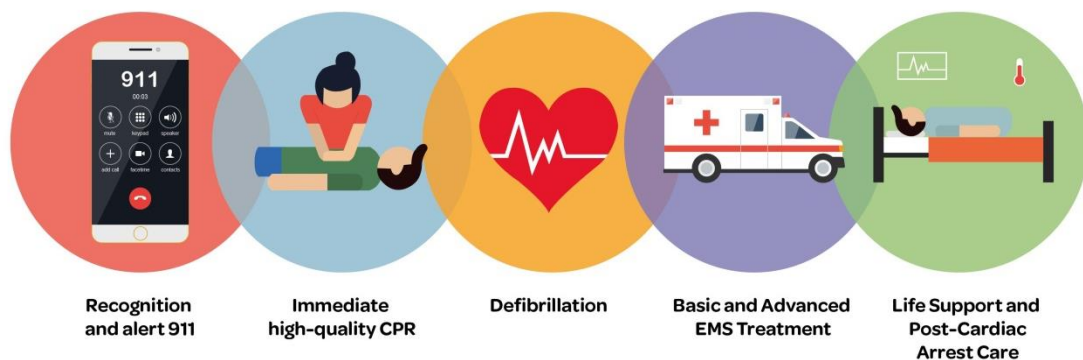 911
00:03
mute keypad speaker
add call facetime contacts
Recognition
and alert 911
Immediate
high-quality CPR
Defibrillation
Basic and Advanced
EMS Treatment
Life Support and
Post-Cardiac
Arrest Care